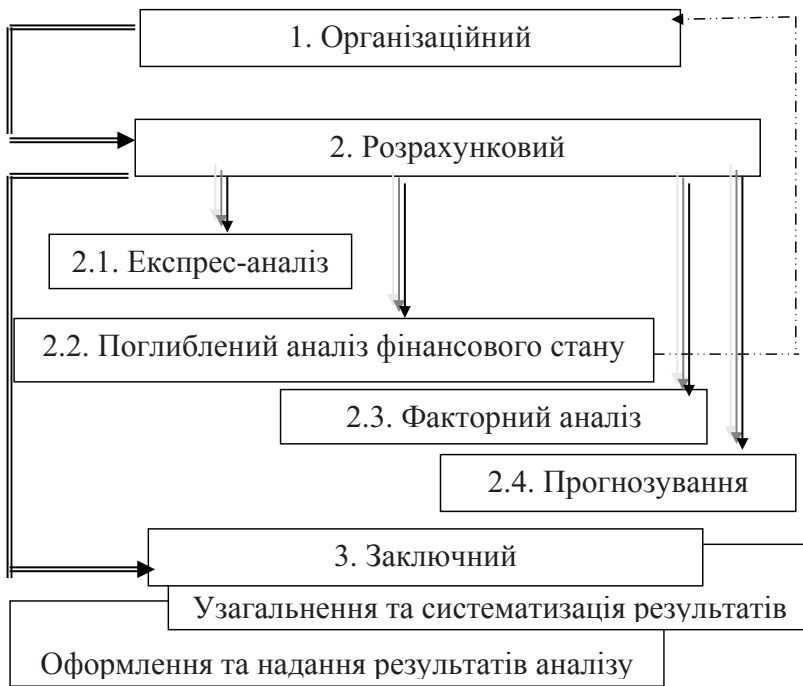 1. Організаційний
2. Розрахунковий
2.1. Експрес-аналіз
2.2. Поглиблений аналіз фінансового стану
2.3. Факторний аналіз
2.4. Прогнозування
3. Заключний
Узагальнення та систематизація результатів
Оформлення та надання результатів аналізу